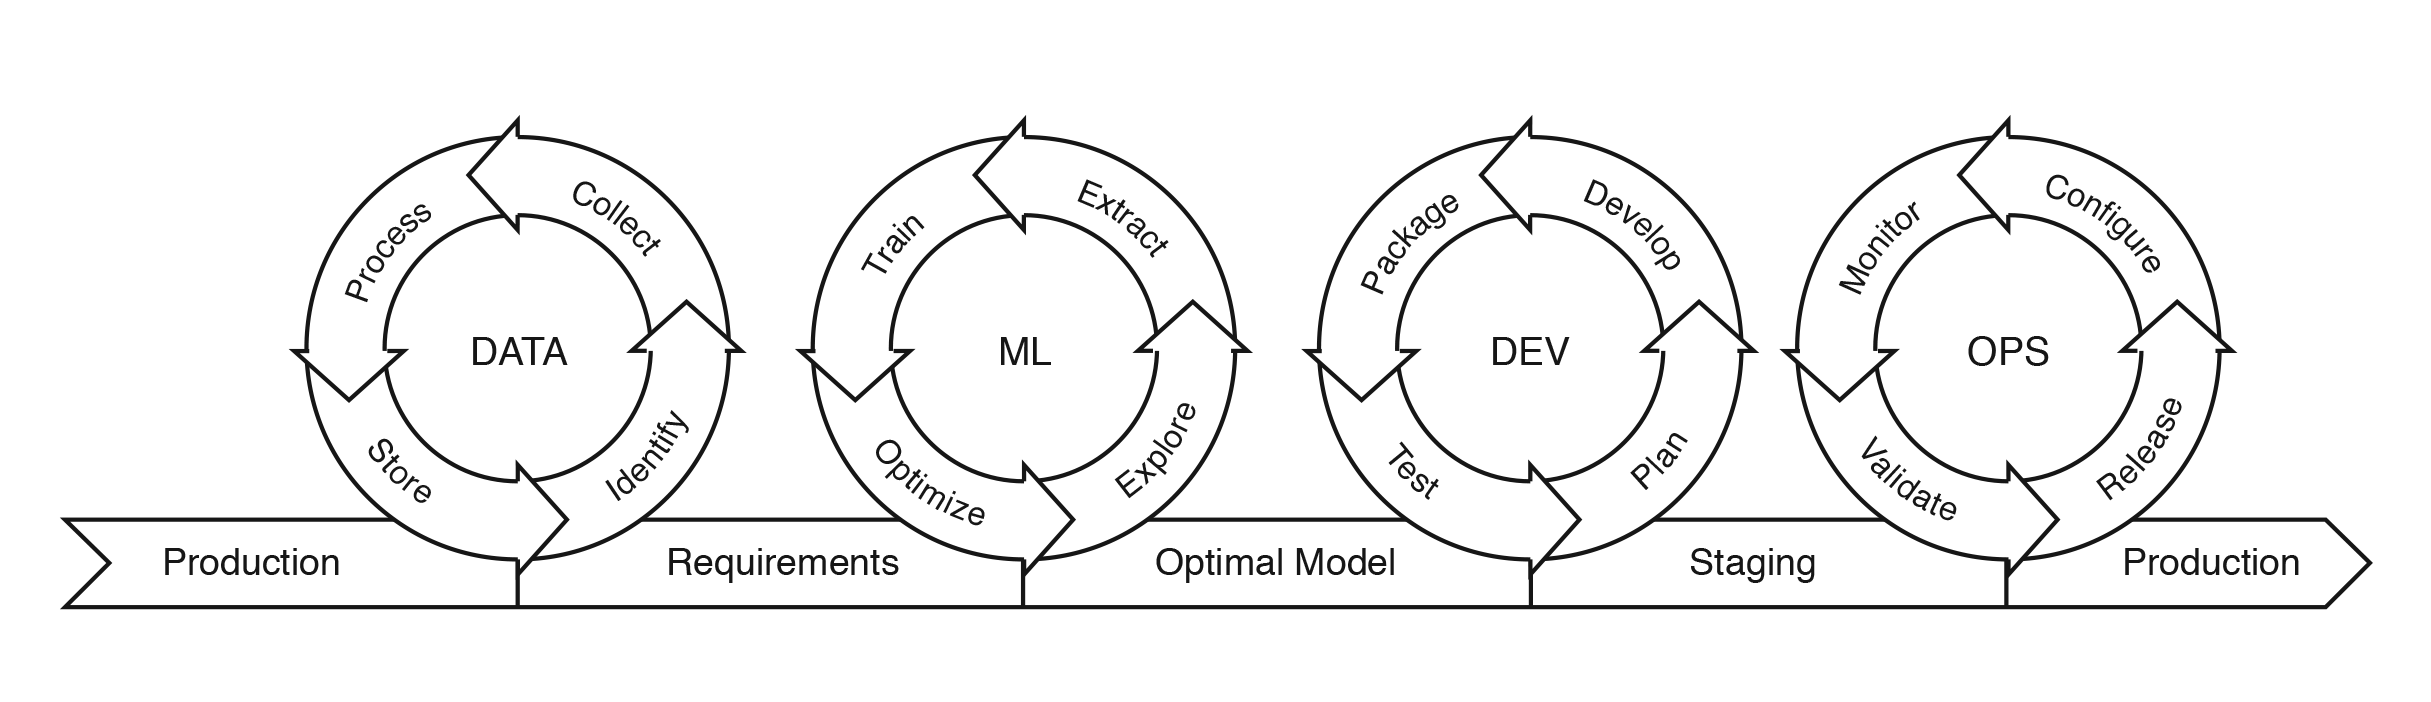 Collect
Process
DATA
Store
Identify
Extract
Train
ML
Optimize
Explore
Develop
Package
DEV
Test
Plan
Configure
Monitor
OPS
Validate
Release
Production
Requirements
Optimal Model
Staging
Production